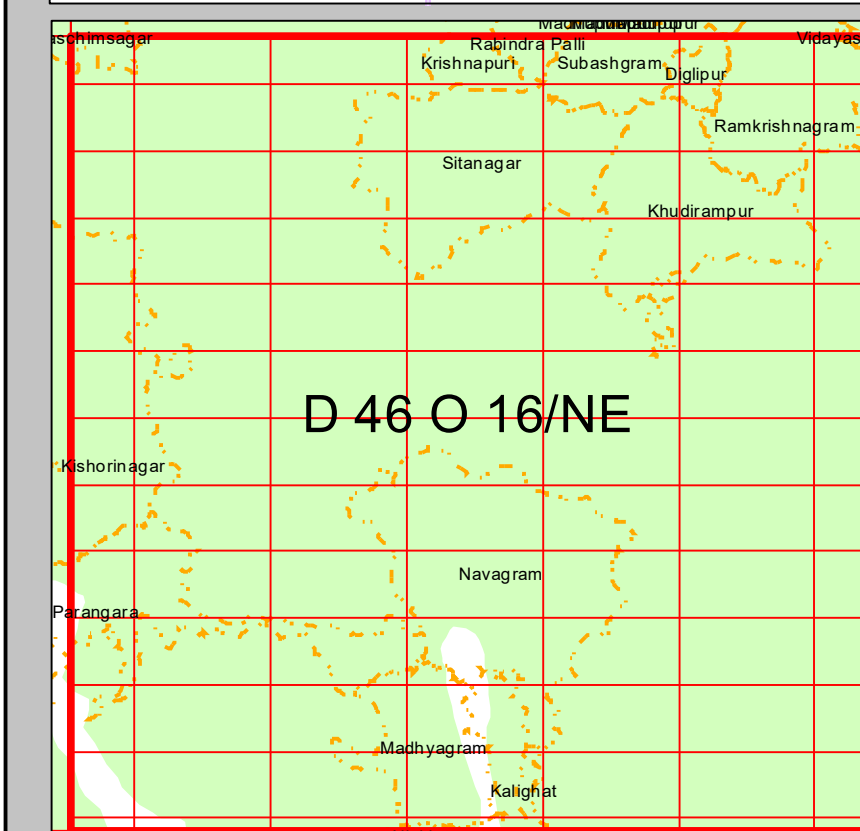 aschimsagar
Rabindra Palli
Vidayas
Krishnapuri
Subashgram
Diglipur
Ramkrishnagram
Sitanagar
Khudirampur
D 46 O 16/NE
Kishorinagar
Navagram
Parangara
Madhyagram
Kalighat